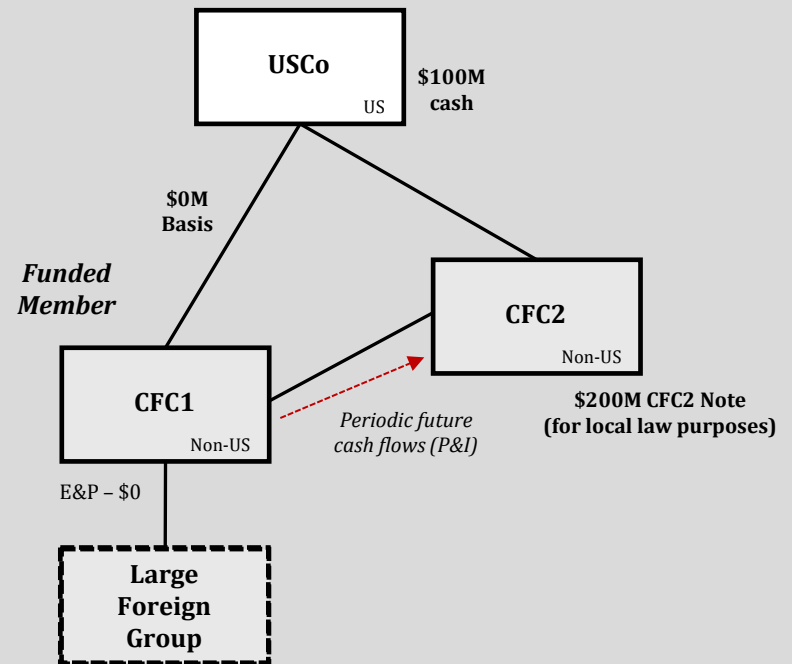 USCo
US
$100M
cash
$0M
Basis
Funded
Member
CFC2
Non-US
CFC1
Non-US
Periodic future
cash flows (P&I)
$200M CFC2 Note
(for local law purposes)
E&P – $0
Large
Foreign
Group